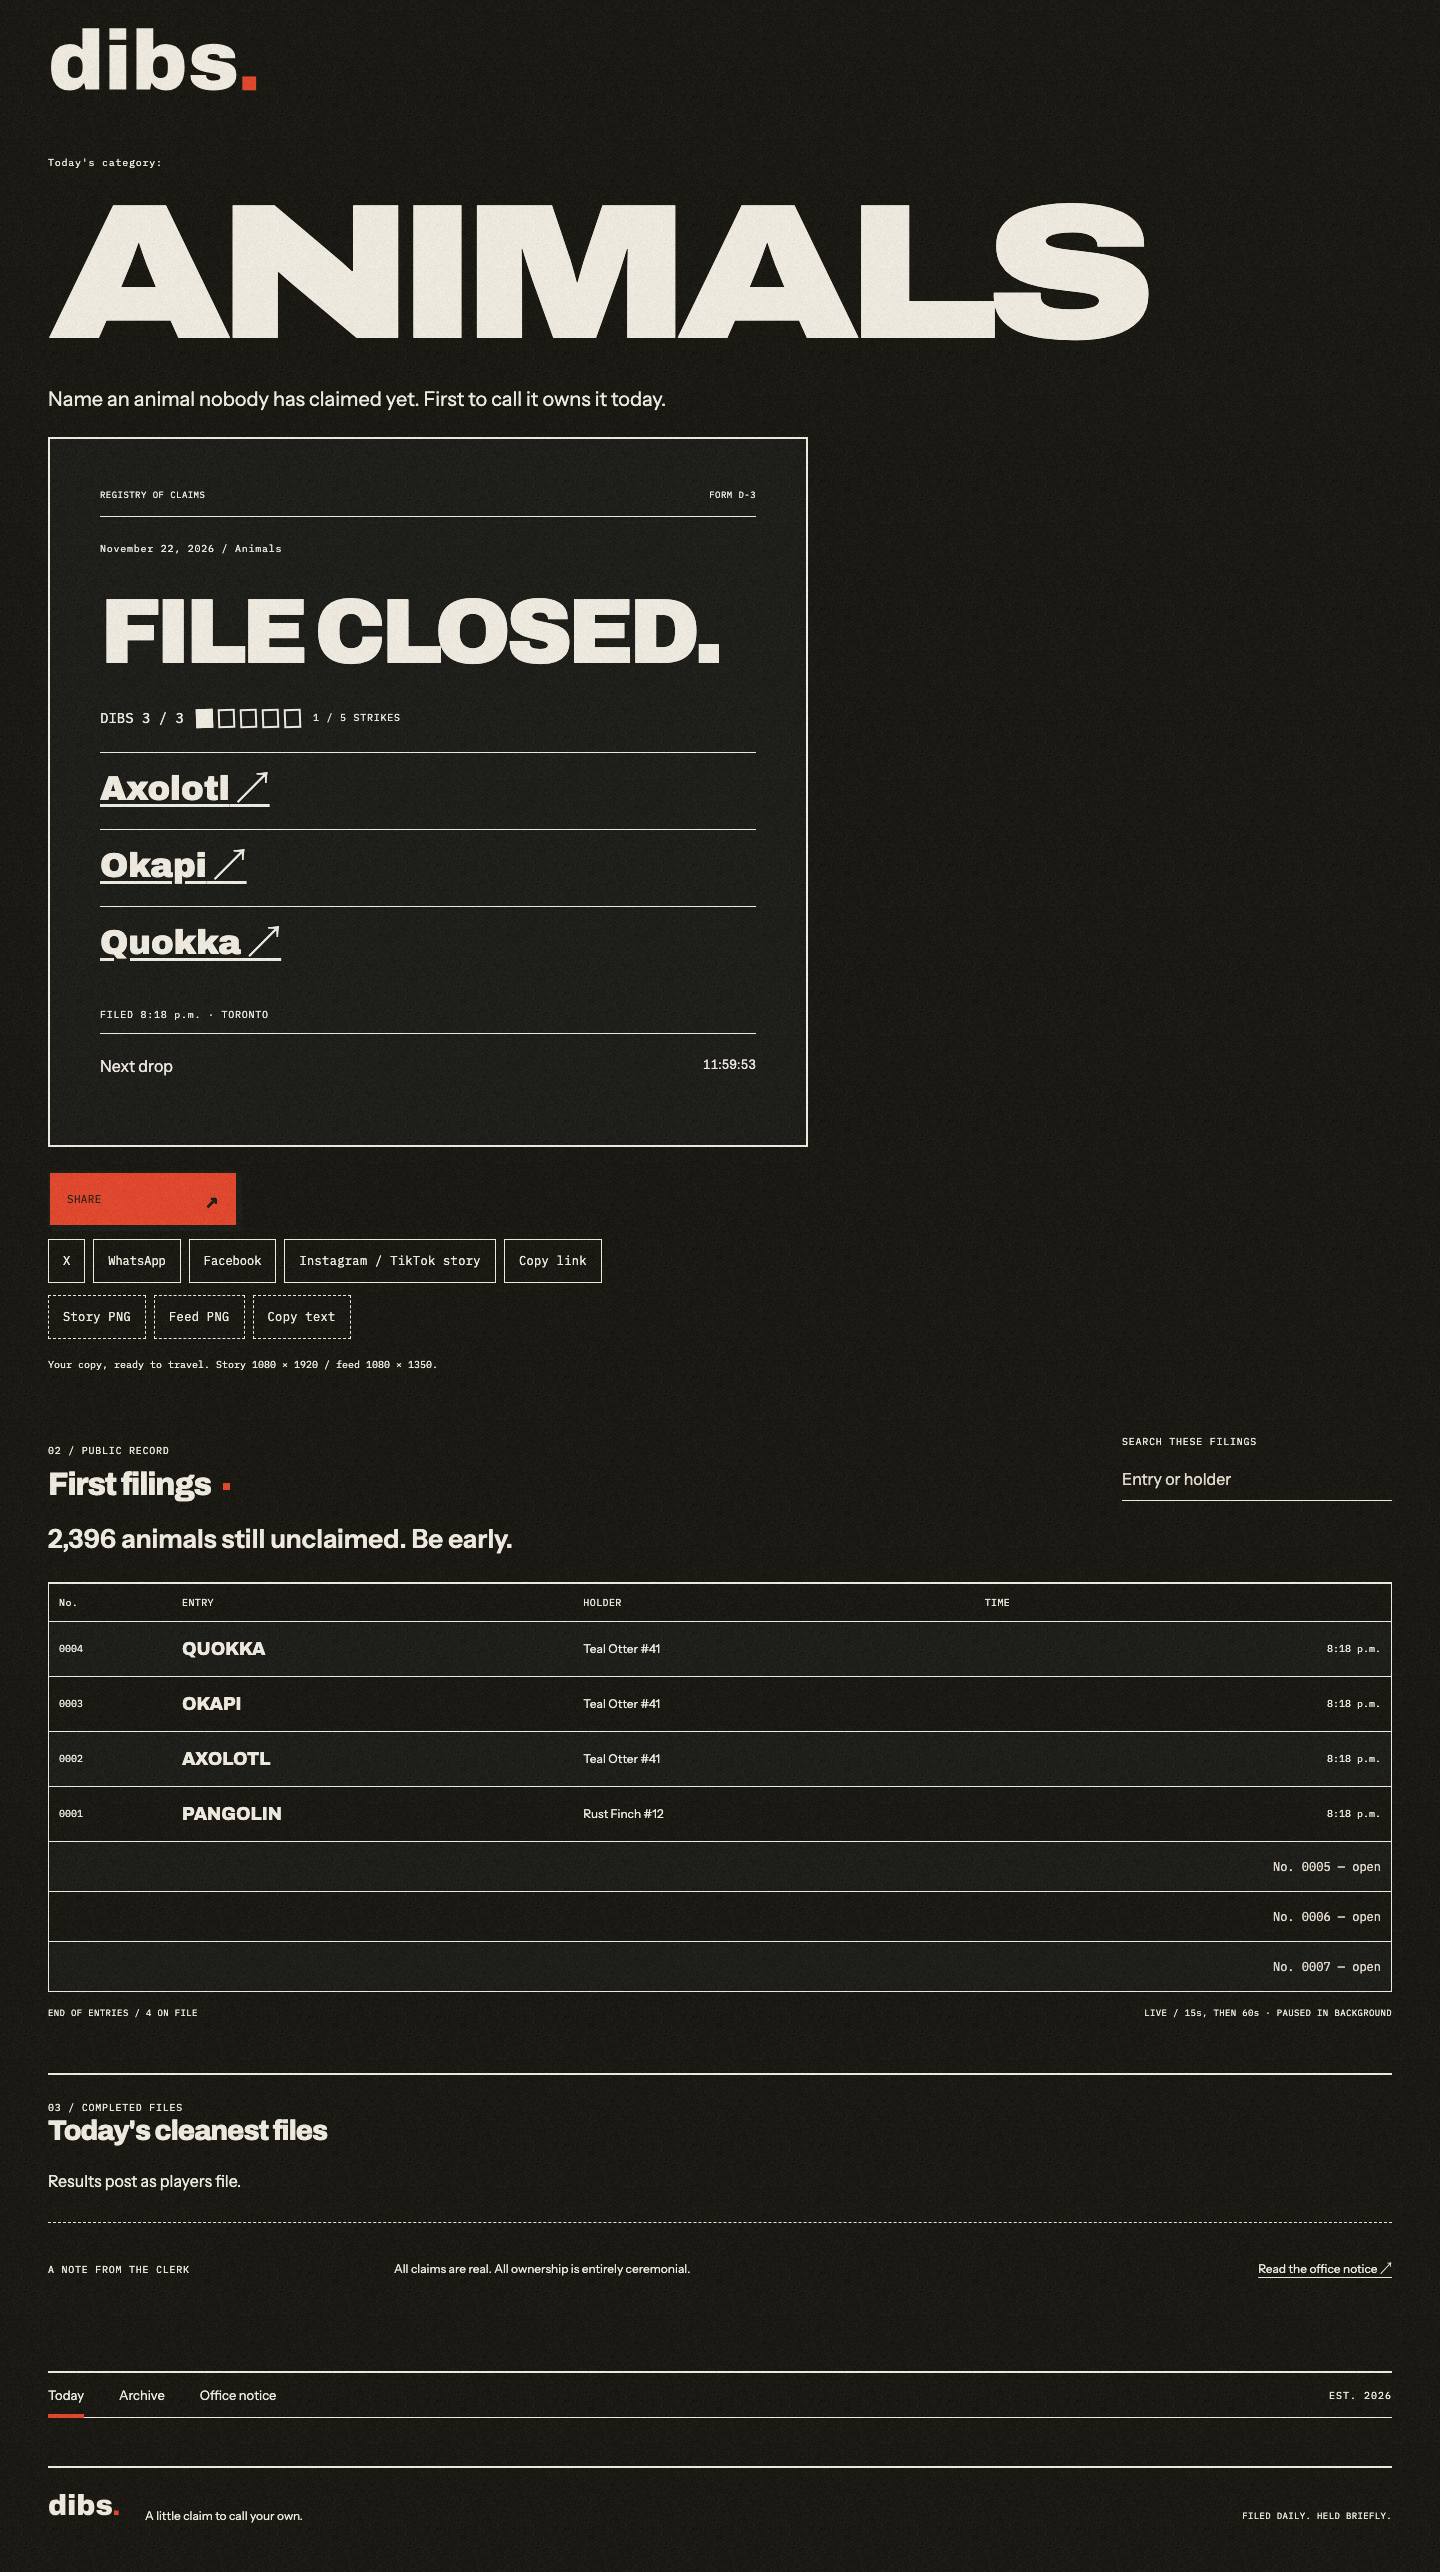 dibs.
Today's category:
ANIMALS
Name an animal nobody has claimed yet. First to call it owns it today.
REGISTRY OF CLAIMS FORM D-3
November 22, 2026 / Animals
FILE CLOSED.
DIBS 3 / 3 1 / 5 STRIKES
Axolotl ↗
Okapi ↗
Quokka ↗
FILED 8:18 p.m. · TORONTO
Next drop 11:59:53
SHARE ↗
X WhatsApp Facebook Instagram / TikTok story Copy link
Story PNG Feed PNG Copy text
Your copy, ready to travel. Story 1080 × 1920 / feed 1080 × 1350.
02 / PUBLIC RECORD
First filings
2,396 animals still unclaimed. Be early.
SEARCH THESE FILINGS
Entry or holder
No. ENTRY HOLDER TIME
0004 QUOKKA Teal Otter #41 8:18 p.m.
0003 OKAPI Teal Otter #41 8:18 p.m.
0002 AXOLOTL Teal Otter #41 8:18 p.m.
0001 PANGOLIN Rust Finch #12 8:18 p.m.
No. 0005 — open
No. 0006 — open
No. 0007 — open
END OF ENTRIES / 4 ON FILE LIVE / 15s, THEN 60s · PAUSED IN BACKGROUND
03 / COMPLETED FILES
Today's cleanest files
Results post as players file.
A NOTE FROM THE CLERK All claims are real. All ownership is entirely ceremonial. Read the office notice ↗
Today Archive Office notice EST. 2026
dibs. A little claim to call your own. FILED DAILY. HELD BRIEFLY.